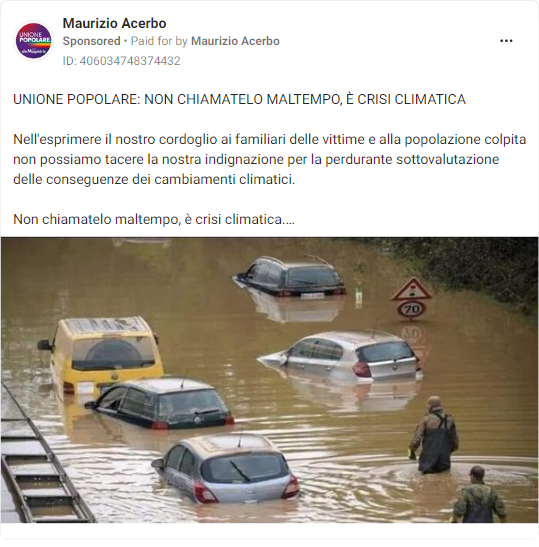 Maurizio Acerbo
Sponsored • Paid for by Maurizio Acerbo
ID: 406034748374432
UNIONE POPOLARE: NON CHIAMATELO MALTEMPO, È CRISI CLIMATICA
Nell'esprimere il nostro cordoglio ai familiari delle vittime e alla popolazione colpita
non possiamo tacere la nostra indignazione per la perdurante sottovalutazione
delle conseguenze dei cambiamenti climatici.
Non chiamatelo maltempo, è crisi climatica....
UNIONE
POPOLARE
70